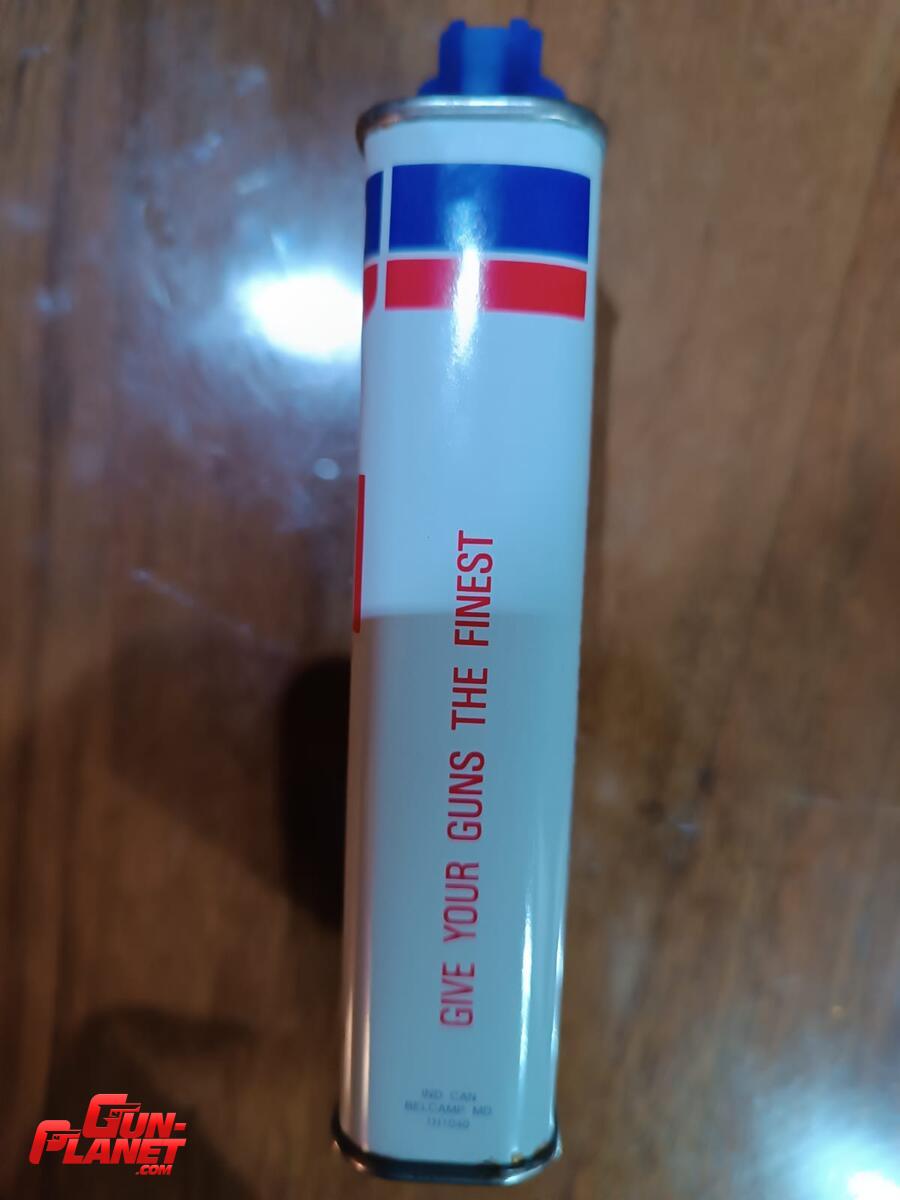 GIVE YOUR GUNS THE FINEST
IND CAN
BELCAMP MD
GUN-
PLANET
.COM